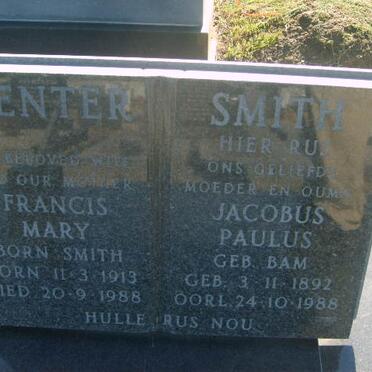 ENTER
BELOVED WIFE
OUR MOTHER
FRANCIS
MARY
BORN SMITH
ORN 11·3·1913
IED 20·9·1988
SMITH
HIER RUS
ONS GELIEFDE
MOEDER EN OUMA
JACOBUS
PAULUS
GEB. BAM
GEB. 3·11·1892
OORL. 24·10·1988
HULLE RUS NOU